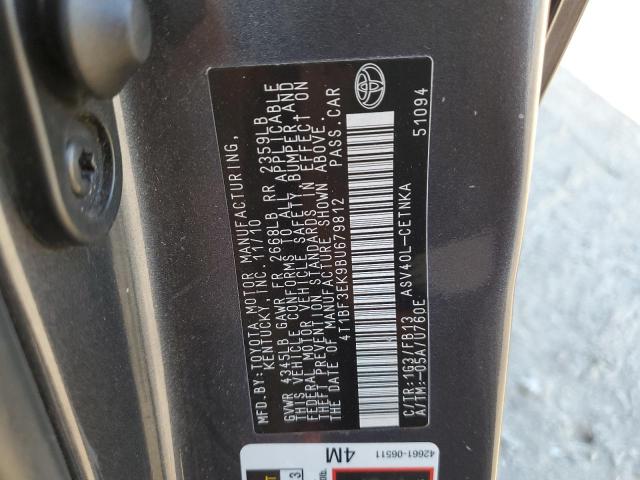 MFD.BY:TOYOTA MOTOR MANUFACTURING,
KENTUCKY, INC. 11/10
GVWR 4345LB GAWR FR 2668LB RR 2359LB
THIS VEHICLE CONFORMS TO ALL APPLICABLE
FEDERAL MOTOR VEHICLE SAFETY, BUMPER, AND
THEFT PREVENTION STANDARDS IN EFFECT ON
THE DATE OF MANUFACTURE SHOWN ABOVE.
4T1BF3EK9BU679812 PASS.CAR
C/TR:1G3/FB13 ASV40L-CETNKA
A/TM:-05A/U760E 51094
42661-06511
4M